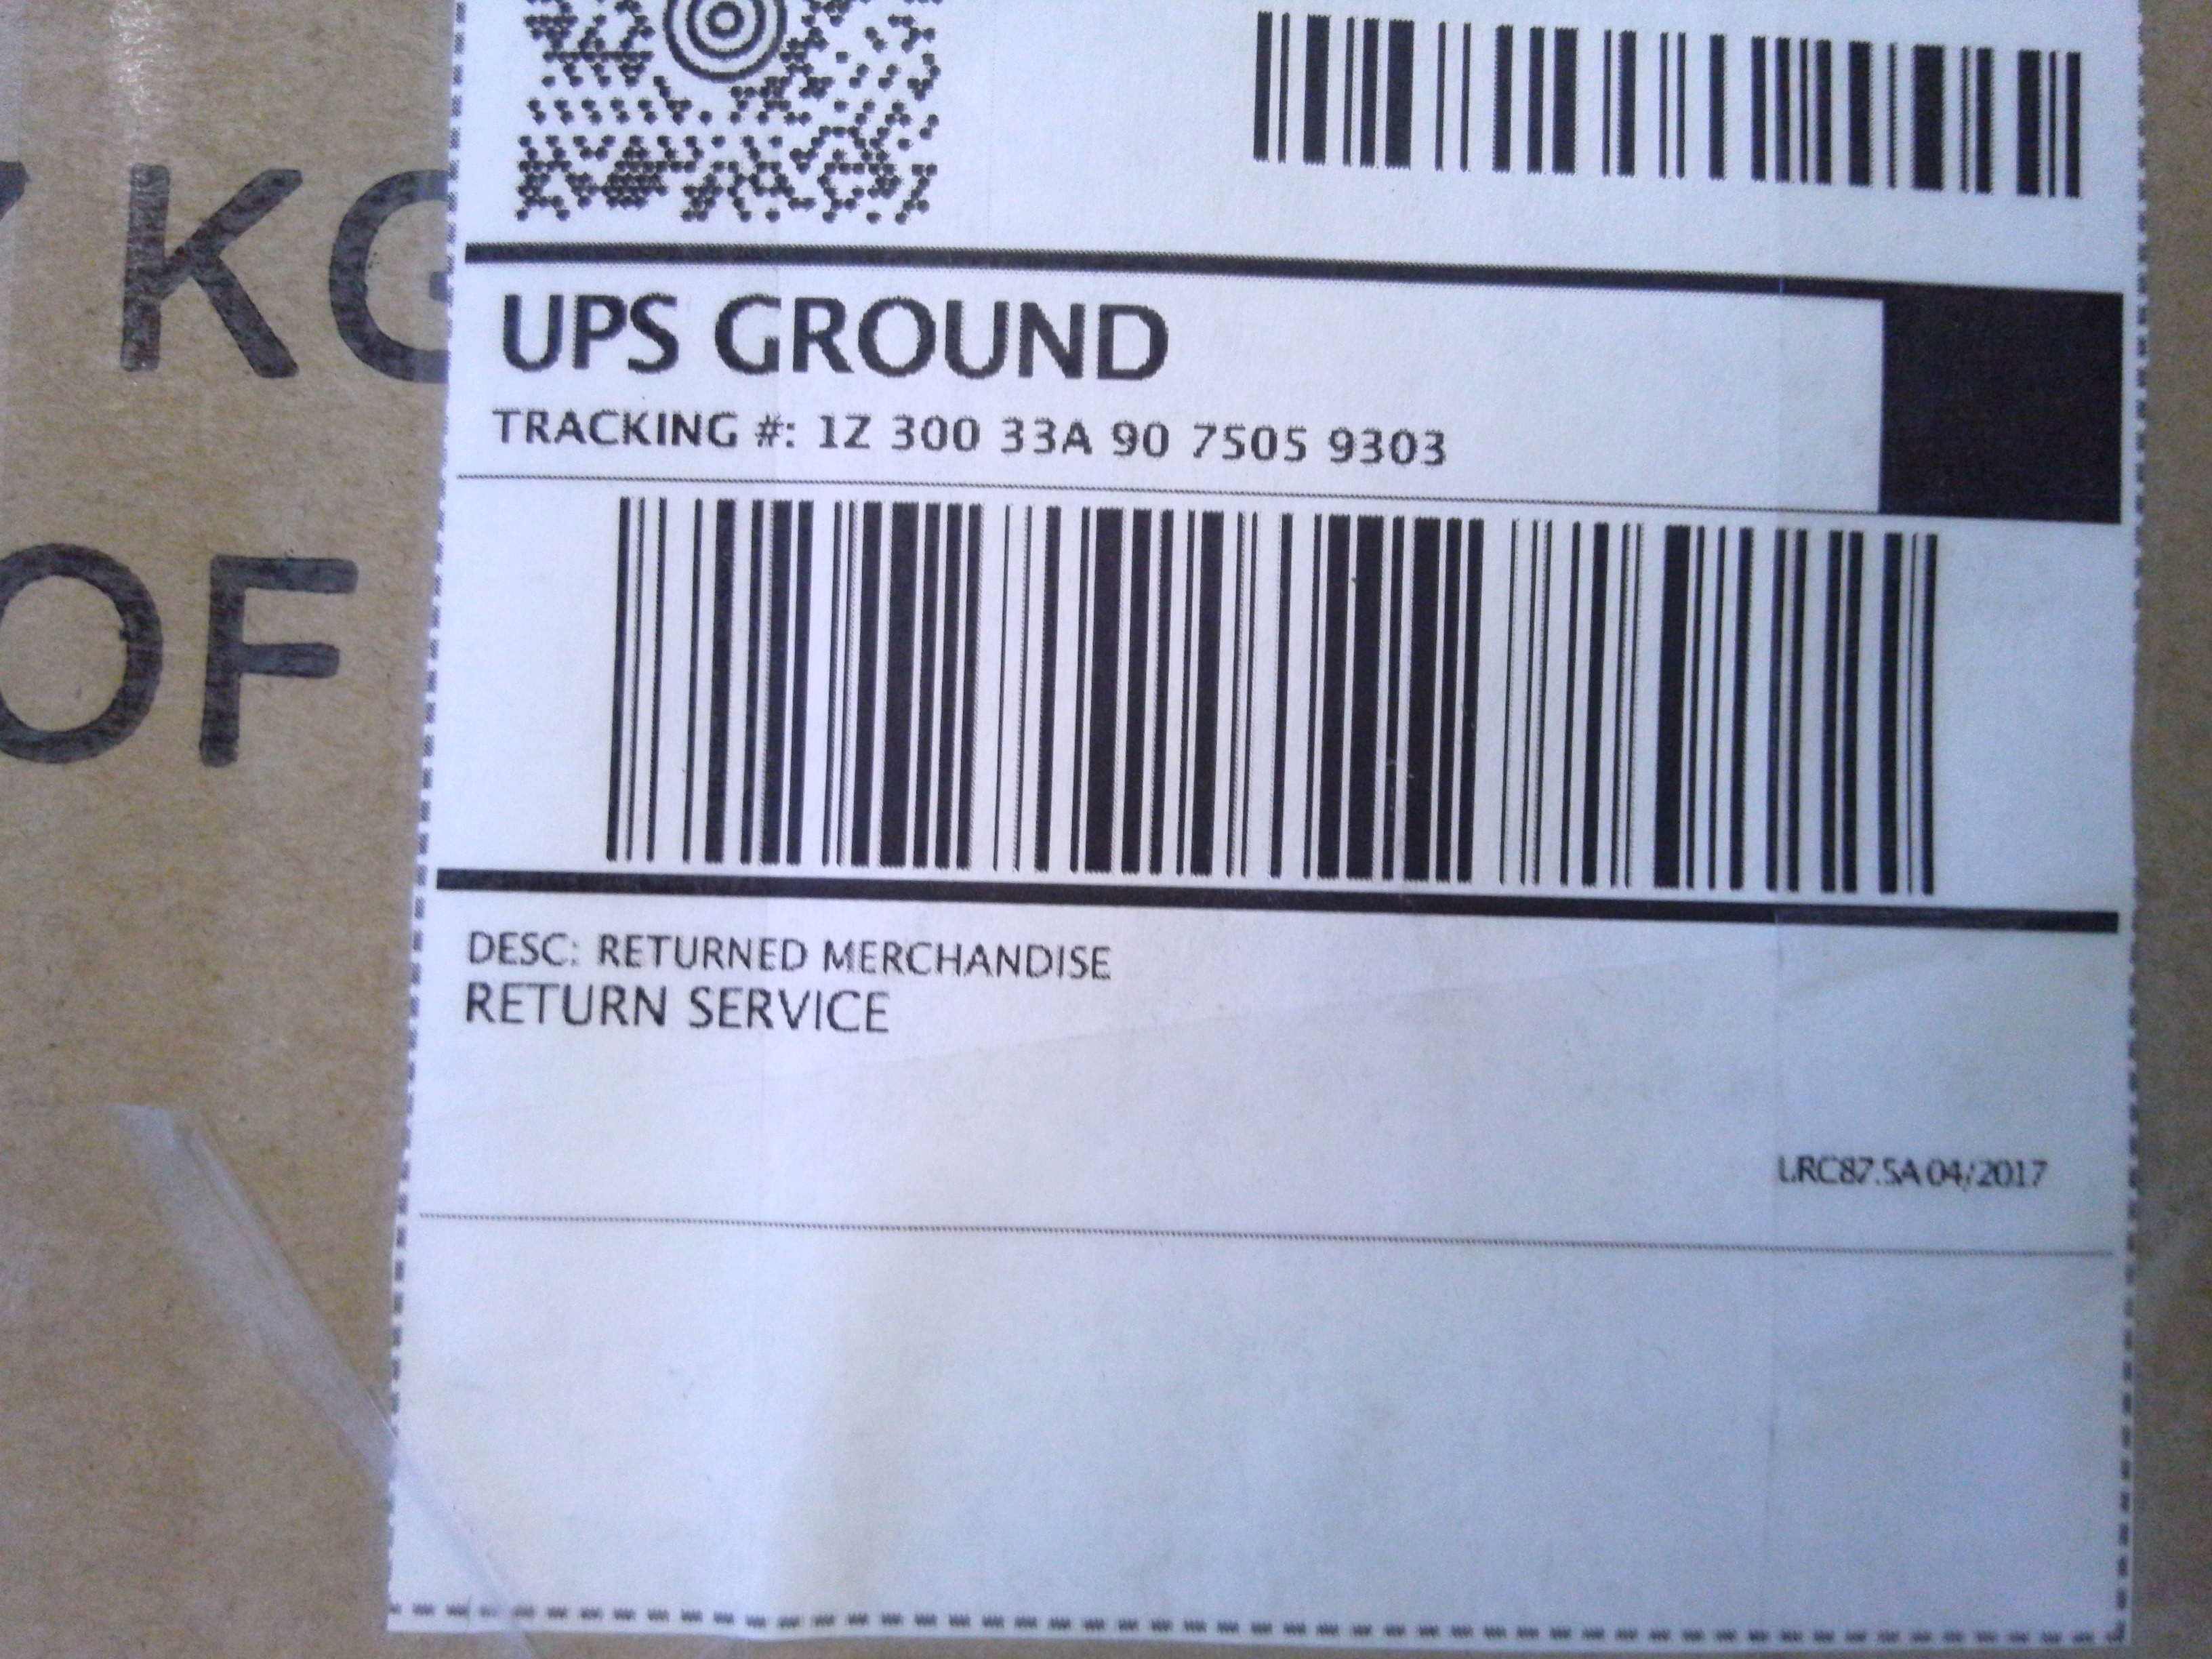 KG
UPS GROUND
TRACKING #: 1Z 300 33A 90 7505 9303
OF
DESC: RETURNED MERCHANDISE
RETURN SERVICE
LRC87.5A 04/2017